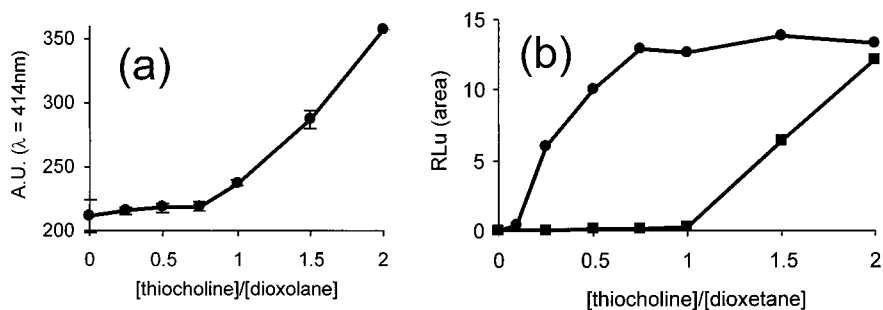 (a)
A.U. (λ = 414nm)
350
300
250
200
0 0.5 1 1.5 2
[thiocholine]/[dioxolane]
(b)
RLu (area)
15
10
5
0
0 0.5 1 1.5 2
[thiocholine]/[dioxetane]